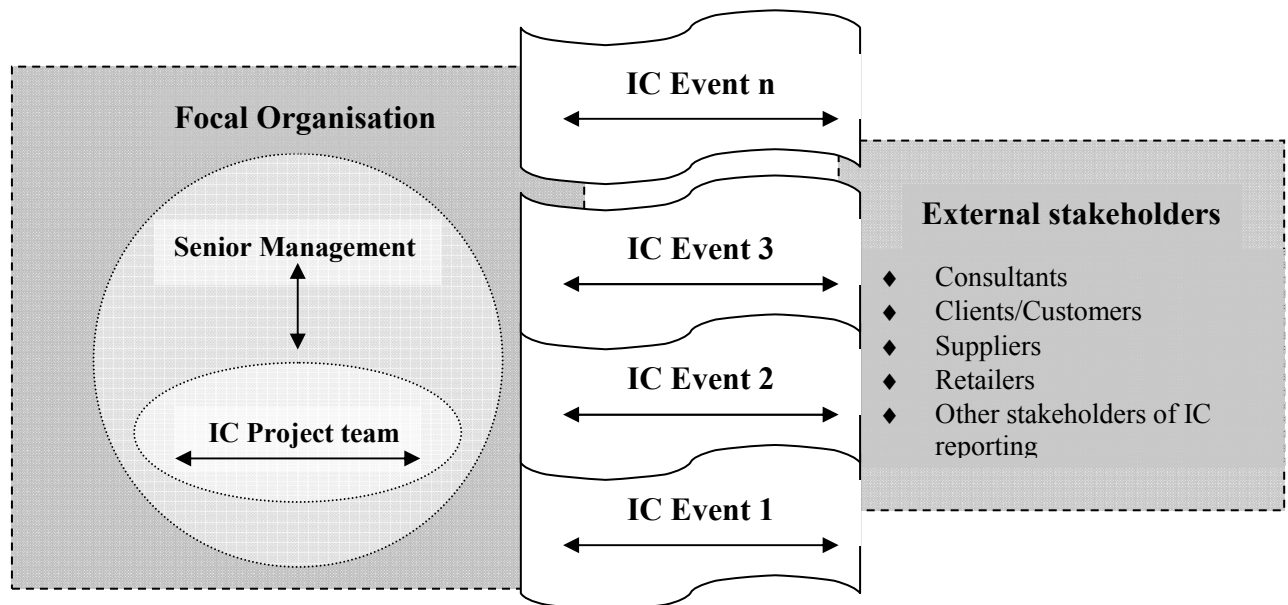 Focal Organisation
Senior Management
IC Project team
IC Event n
IC Event 3
IC Event 2
IC Event 1
External stakeholders
♦ Consultants
♦ Clients/Customers
♦ Suppliers
♦ Retailers
♦ Other stakeholders of IC
reporting